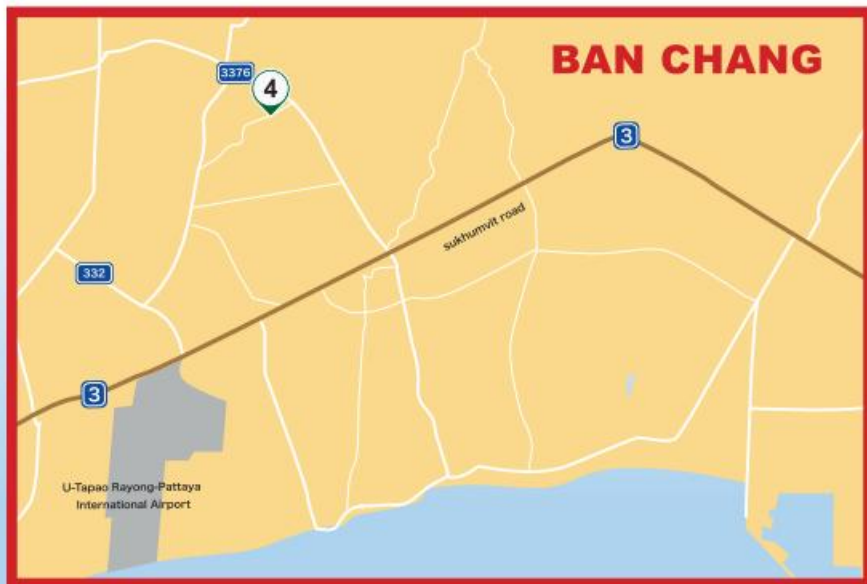 BAN CHANG
3376
4
3
sukhumvit road
332
3
U-Tapao Rayong-Pattaya
International Airport